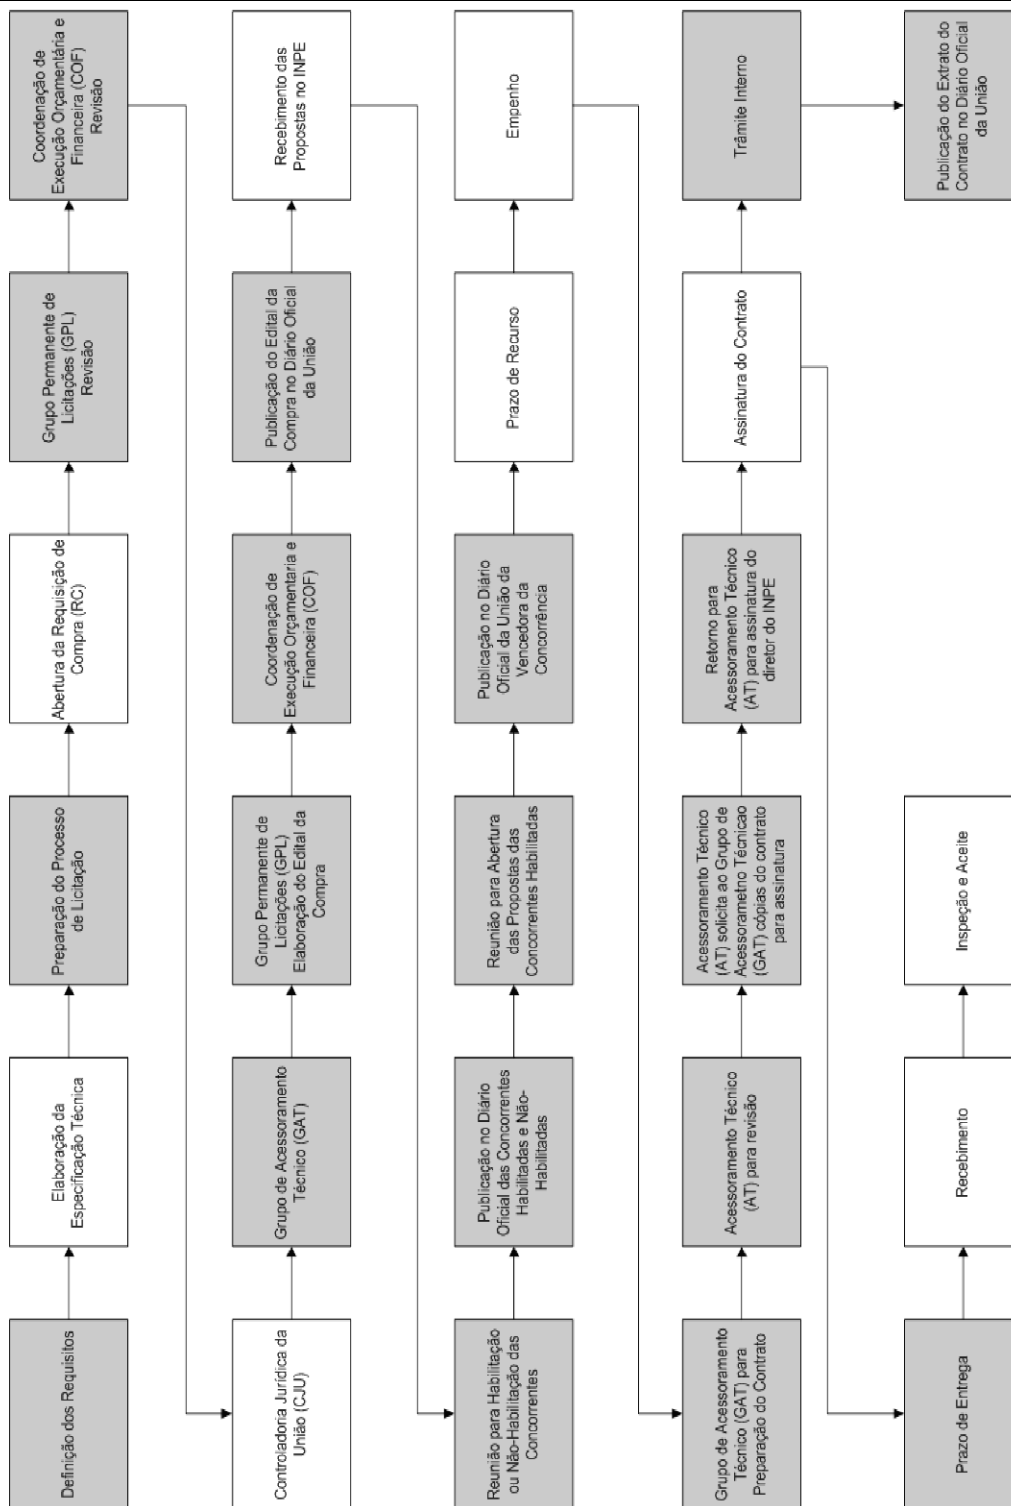 Definição dos Requisitos
Elaboração da
Especificação Técnica
Preparação do Processo
de Licitação
Abertura da Requisição de
Compra (RC)
Grupo Permanente de
Licitações (GPL)
Revisão
Coordenação de
Execução Orçamentária e
Financeira (COF)
Revisão
Controladoria Jurídica da
União (CJU)
Grupo de Acessoramento
Técnico (GAT)
Grupo Permanente de
Licitações (GPL)
Elaboração do Edital da
Compra
Coordenação de
Execução Orçamentária e
Financeira (COF)
Publicação do Edital da
Compra no Diário Oficial
da União
Recebimento das
Propostas no INPE
Reunião para Habilitação
ou Não-Habilitação das
Concorrentes
Publicação no Diário
Oficial das Concorrentes
Habilitadas e Não-
Habilitadas
Reunião para Abertura
das Propostas das
Concorrentes Habilitadas
Publicação no Diário
Oficial da União da
Vencedora da
Concorrência
Prazo de Recurso
Empenho
Grupo de Acessoramento
Técnico (GAT) para
Preparação do Contrato
Acessoramento Técnico
(AT) para revisão
Acessoramento Técnico
(AT) solicita ao Grupo de
Acessorametno Técnicao
(GAT) cópias do contrato
para assinatura
Retorno para
Acessoramento Técnico
(AT) para assinatura do
diretor do INPE
Assinatura do Contrato
Trâmite Interno
Prazo de Entrega
Recebimento
Inspeção e Aceite
Publicação do Extrato do
Contrato no Diário Oficial
da União